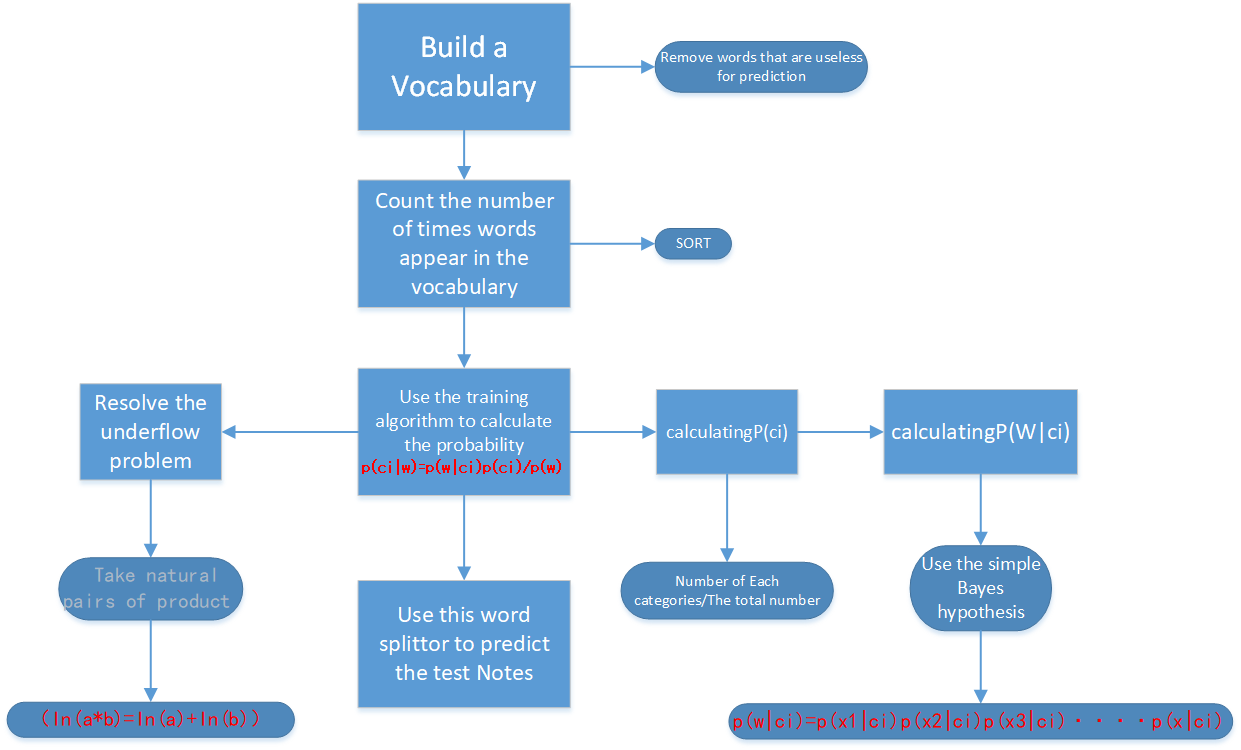 Build a
Vocabulary
Remove words that are useless
for prediction
Count the number
of times words
appear in the
vocabulary
SORT
Resolve the
underflow
problem
Use the training
algorithm to calculate
the probability
p(ci|w)=p(w|ci)p(ci)/p(w)
calculatingP(ci)
calculatingP(W|ci)
Take natural
pairs of product
Use this word
splittor to predict
the test Notes
Number of Each
categories/The total number
Use the simple
Bayes
hypothesis
(ln(a*b)=ln(a)+ln(b))
p(w|ci)=p(x1|ci)p(x2|ci)p(x3|ci)····p(x|ci)